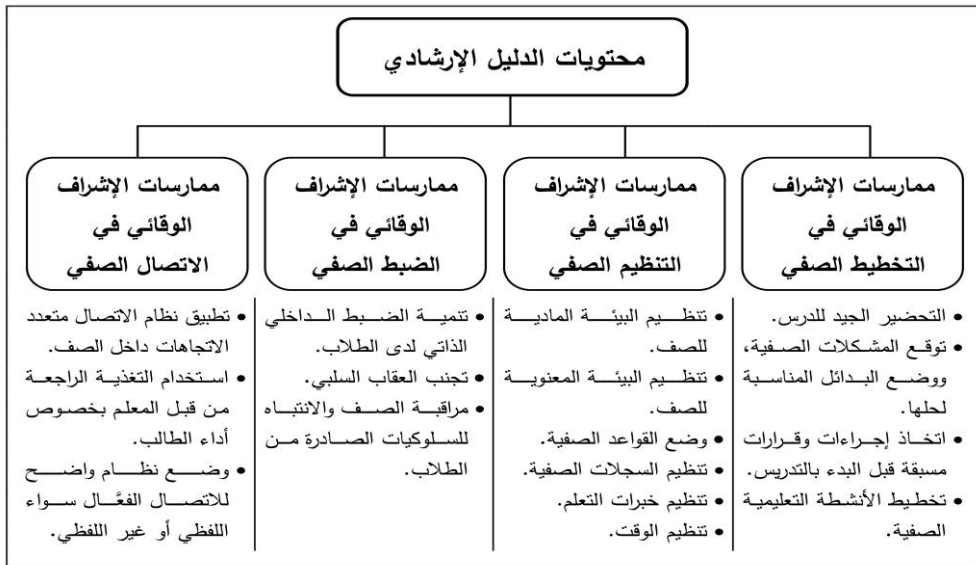 محتويات الدليل الإرشادي
ممارسات الإشراف
الوقائي في
التخطيط الصفي
• التحضير الجيد للدرس.
• توقع المشكلات الصفية،
ووضع البدائل المناسبة
لحلها.
• اتخاذ إجراءات وقرارات
مسبقة قبل البدء بالتدريس.
• تخطيط الأنشطة التعليمية
الصفية.
ممارسات الإشراف
الوقائي في
التنظيم الصفي
• تنظيم البيئة المادية
للصف.
• تنظيم البيئة المعنوية
للصف.
• وضع القواعد الصفية.
• تنظيم السجلات الصفية.
• تنظيم خبرات التعلم.
• تنظيم الوقت.
ممارسات الإشراف
الوقائي في
الضبط الصفي
• تنمية الضبط الداخلي
الذاتي لدى الطلاب.
• تجنب العقاب السلبي.
• مراقبة الصف والانتباه
للسلوكيات الصادرة من
الطلاب.
ممارسات الإشراف
الوقائي في
الاتصال الصفي
• تطبيق نظام الاتصال متعدد
الاتجاهات داخل الصف.
• استخدام التغذية الراجعة
من قبل المعلم بخصوص
أداء الطالب.
• وضع نظام واضح
للاتصال الفعَّال سواء
اللفظي أو غير اللفظي.